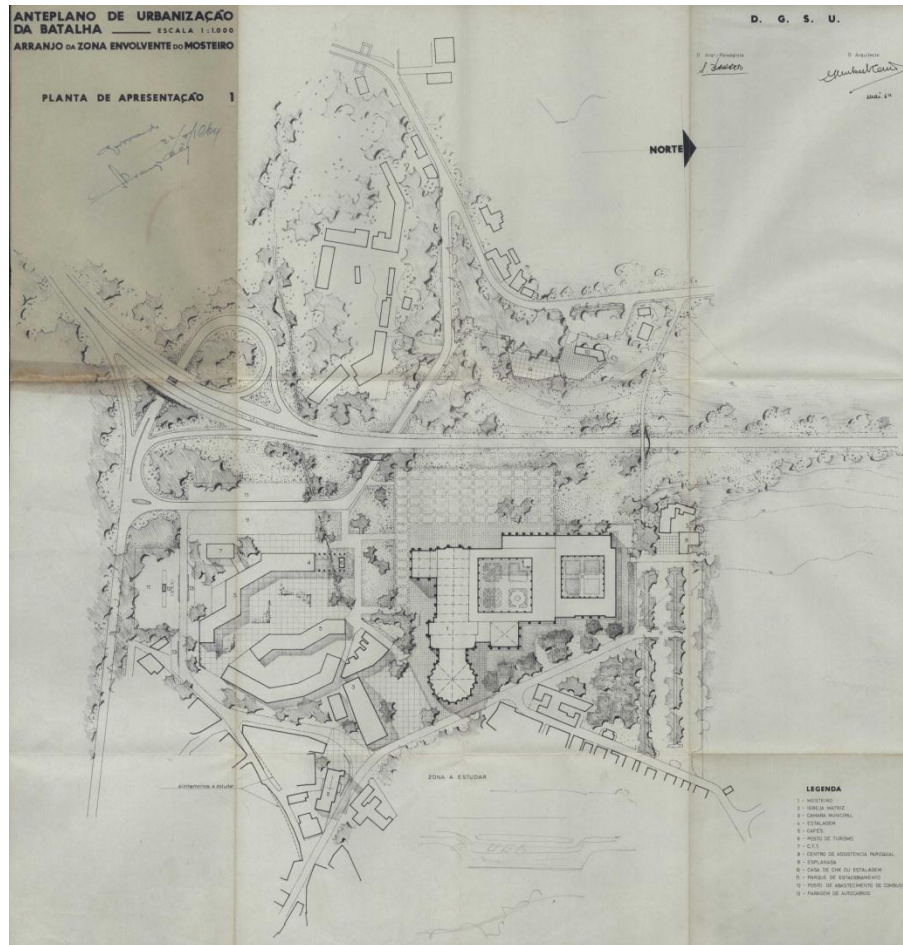 ANTEPLANO DE URBANIZAÇÃO
DA BATALHA ESCALA 1:1.000
ARRANJO DA ZONA ENVOLVENTE DO MOSTEIRO
PLANTA DE APRESENTAÇÃO 1
D. G. S. U.
O Arquitecto
NORTE
ZONA A ESTUDAR
LEGENDA
1 - MOSTEIRO
2 - IGREJA MATRIZ
3 - CAMARA MUNICIPAL
4 - ESTALAGEM
5 - CAFÉS
6 - POSTO DE TURISMO
7 - C.T.T.
8 - CENTRO DE ASSISTENCIA PAROQUIAL
9 - ESPLANADA
10 - CASA DE CHÁ OU ESTALAGEM
11 - PARQUE DE ESTACIONAMENTO
12 - POSTO DE ABASTECIMENTO DE COMBUS
13 - PARAGEM DE AUTOCARROS